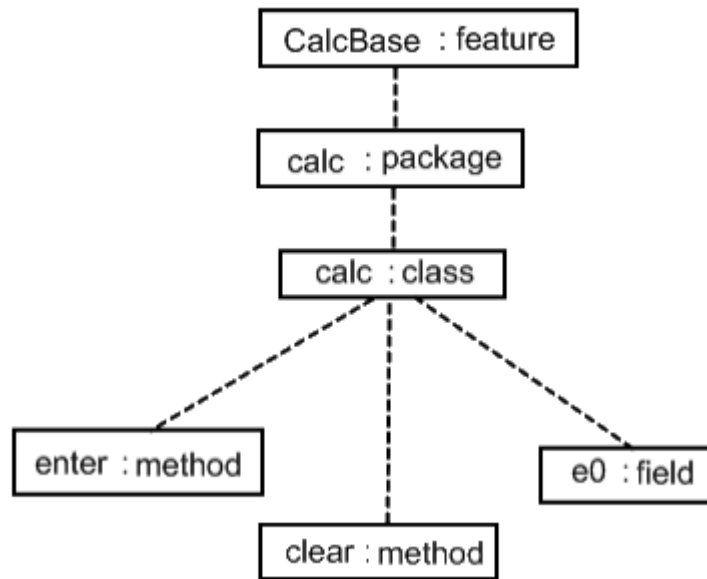 CalcBase : feature
calc : package
calc : class
enter : method
e0 : field
clear : method